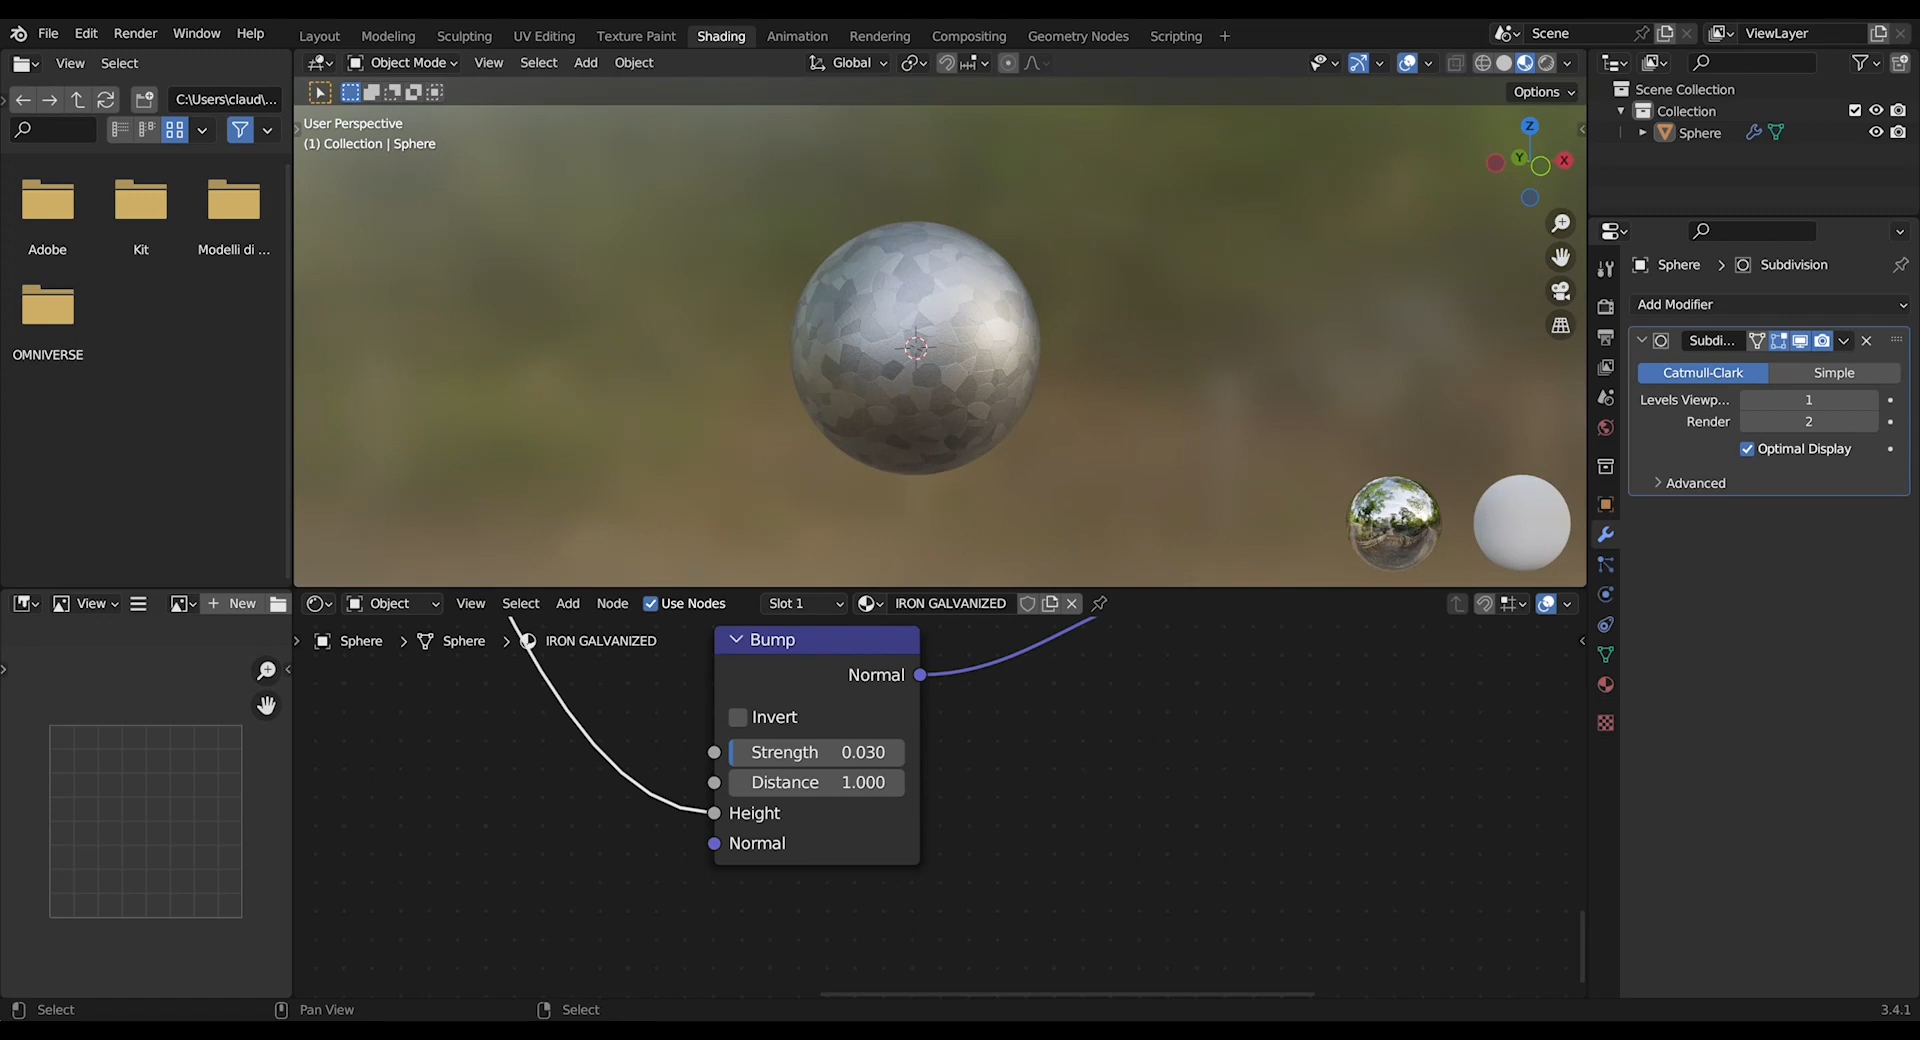 File Edit Render Window Help
Layout Modeling Sculpting UV Editing Texture Paint Shading Animation Rendering Compositing Geometry Nodes Scripting +
Scene
ViewLayer
View Select
C:\Users\claud\...
Adobe
Kit
Modelli di ...
OMNIVERSE
Object Mode View Select Add Object
Global
Options
User Perspective
(1) Collection | Sphere
Z
Y
X
Scene Collection
Collection
Sphere
Sphere > Subdivision
Add Modifier
Subdi...
Catmull-Clark Simple
Levels Viewp... 1
Render 2
Optimal Display
Advanced
View
+ New
Object View Select Add Node Use Nodes Slot 1 IRON GALVANIZED
Sphere > Sphere > IRON GALVANIZED
Bump
Normal
Invert
Strength 0.030
Distance 1.000
Height
Normal
Select Pan View Select
3.4.1